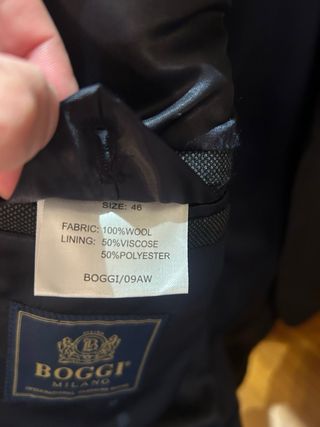 SIZE: 46
FABRIC: 100%WOOL
LINING: 50%VISCOSE
50%POLYESTER
BOGGI/09AW
B
BOGGI
MILANO